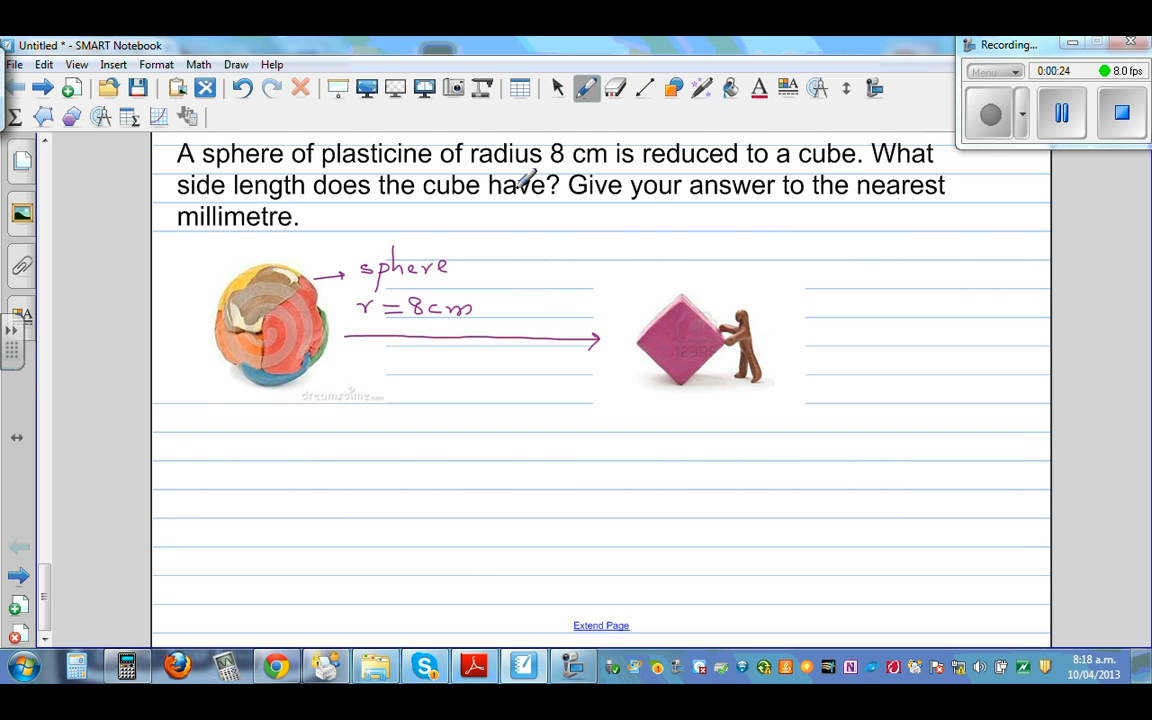 Untitled * - SMART Notebook
File Edit View Insert Format Math Draw Help
Recording...
Menu
0:00:24
8.0 fps
A sphere of plasticine of radius 8 cm is reduced to a cube. What
side length does the cube have? Give your answer to the nearest
millimetre.
sphere
r = 8cm
Extend Page
8:18 a.m.
10/04/2013